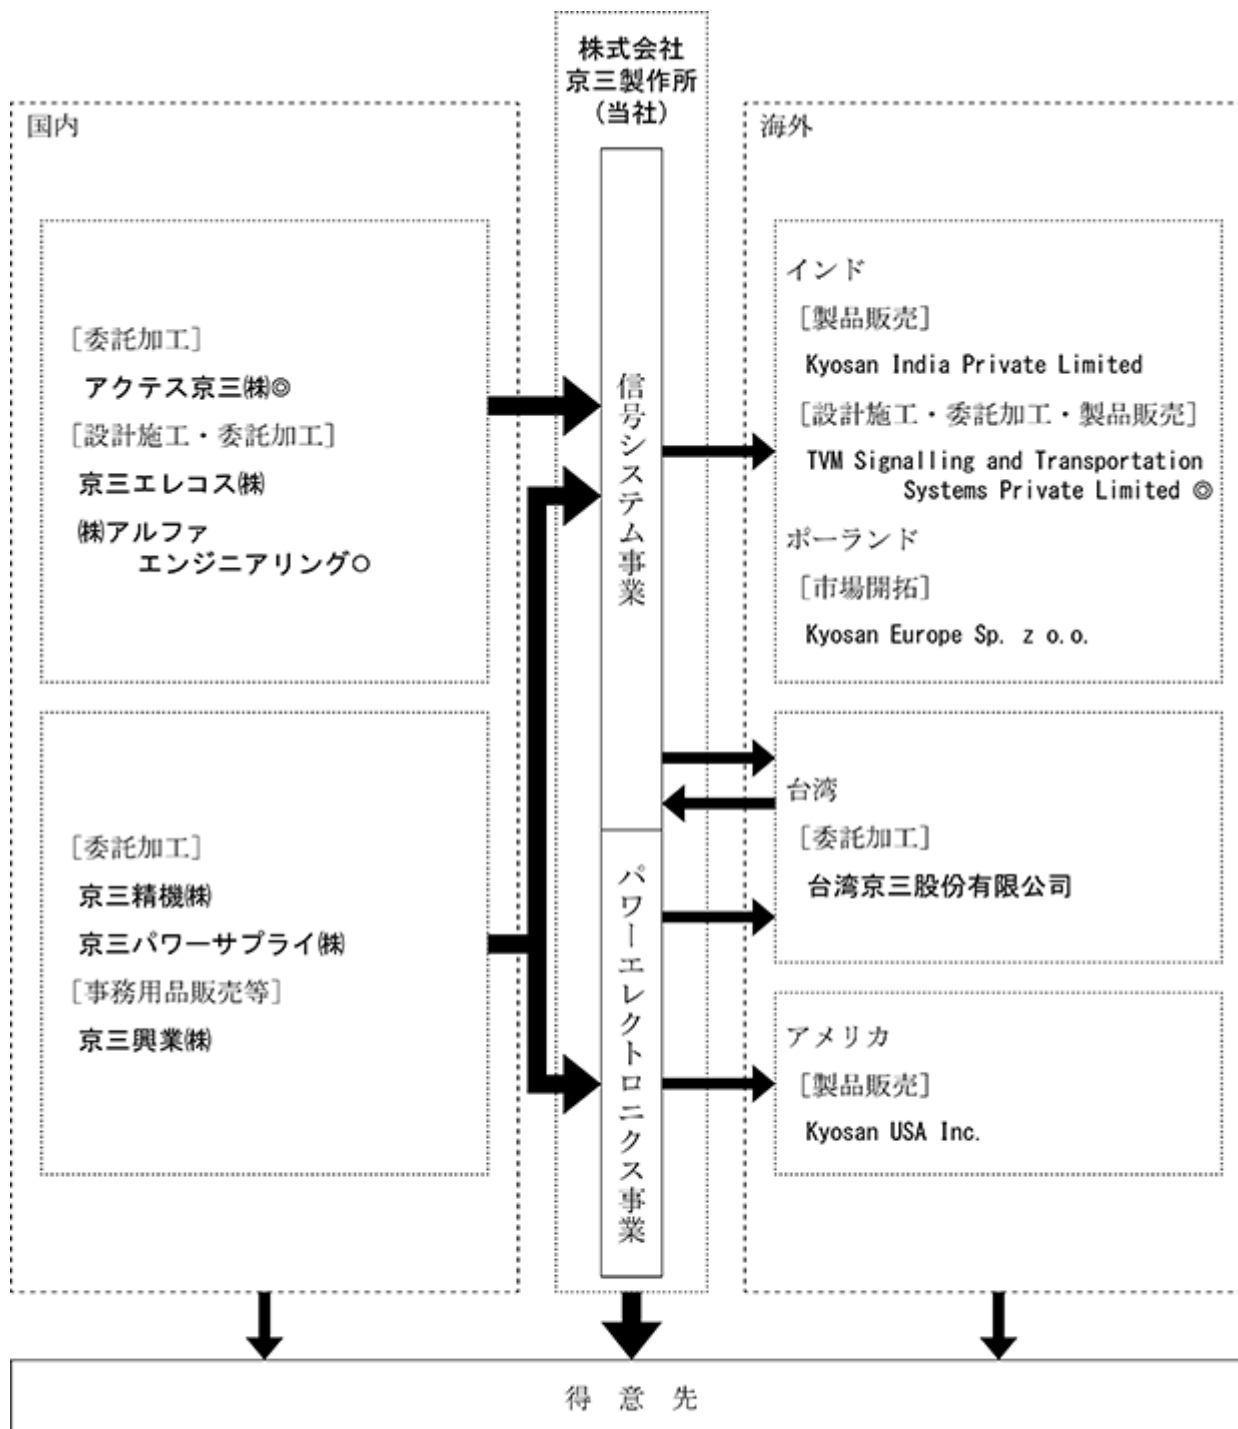 株式会社
京三製作所
(当社)
国内
[委託加工]
アクテス京三㈱◎
[設計施工・委託加工]
京三エレコス㈱
㈱アルファ
エンジニアリング○
[委託加工]
京三精機㈱
京三パワーサプライ㈱
[事務用品販売等]
京三興業㈱
信号システム事業
パワーエレクトロニクス事業
海外
インド
[製品販売]
Kyosan India Private Limited
[設計施工・委託加工・製品販売]
TVM Signalling and Transportation
Systems Private Limited ◎
ポーランド
[市場開拓]
Kyosan Europe Sp. z o.o.
台湾
[委託加工]
台湾京三股份有限公司
アメリカ
[製品販売]
Kyosan USA Inc.
得意先